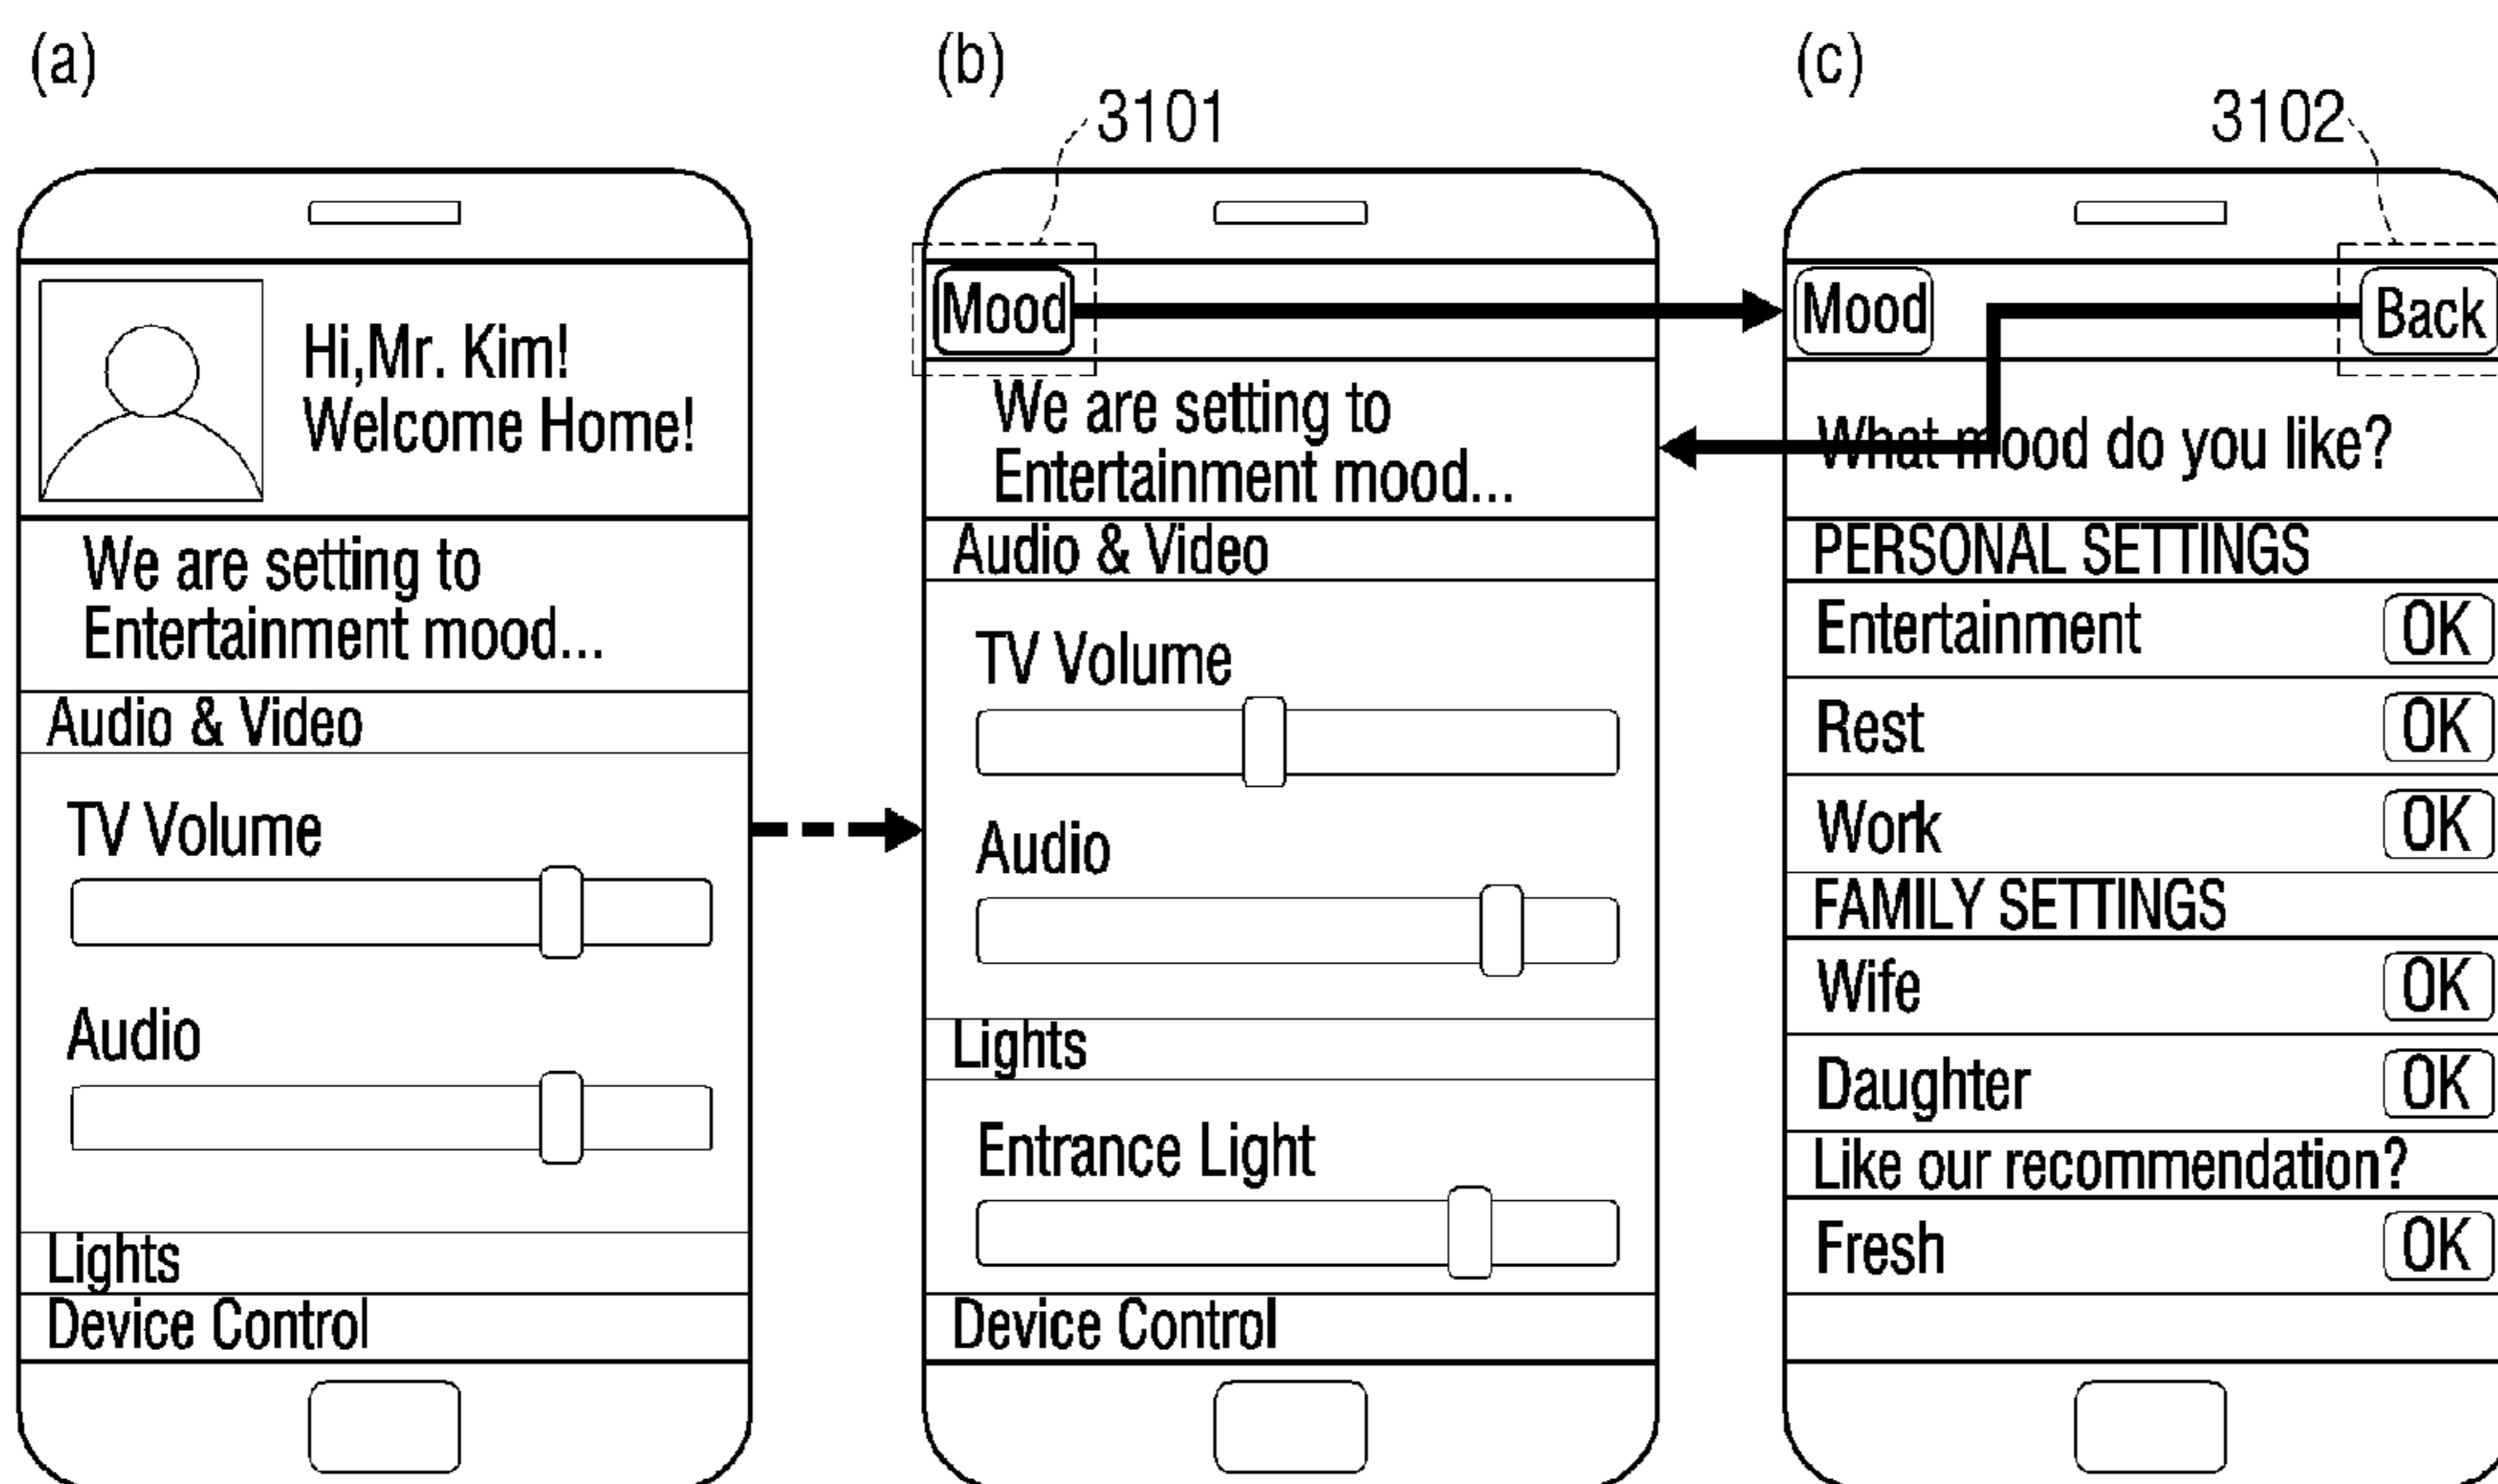 (a)
Hi,Mr. Kim!
Welcome Home!
We are setting to
Entertainment mood...
Audio & Video
TV Volume
Audio
Lights
Device Control
(b)
3101
Mood
We are setting to
Entertainment mood...
Audio & Video
TV Volume
Audio
Lights
Entrance Light
Device Control
(c)
3102
Mood
Back
What mood do you like?
PERSONAL SETTINGS
Entertainment OK
Rest OK
Work OK
FAMILY SETTINGS
Wife OK
Daughter OK
Like our recommendation?
Fresh OK